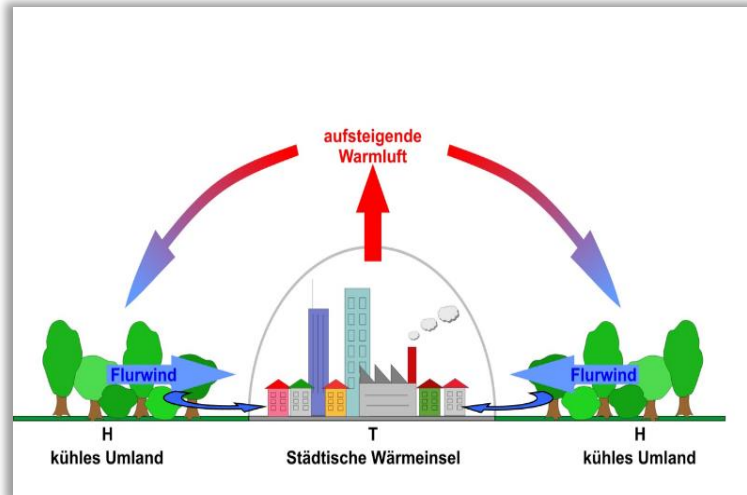 aufsteigende
Warmluft
Flurwind
Flurwind
H
T
H
kühles Umland
Städtische Wärmeinsel
kühles Umland